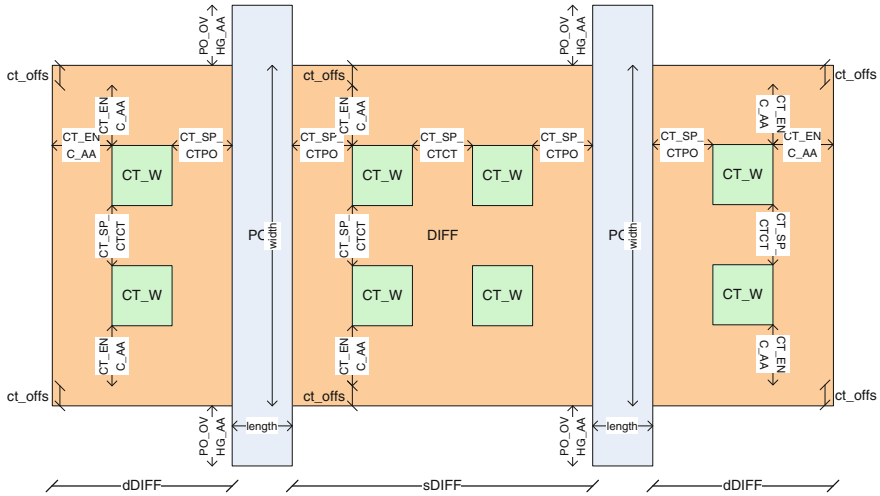 PO_OV
HG_AA
PO_OV
HG_AA
ct_offs
ct_offs
ct_offs
CT_EN
C_AA
CT_EN
C_AA
CT_EN
C_AA
CT_EN
C_AA
CT_SP_
CTPO
CT_SP_
CTPO
CT_SP_
CTCT
CT_SP_
CTPO
CT_SP_
CTPO
CT_EN
C_AA
CT_W
CT_W
CT_W
CT_W
CT_SP_
CTCT
PO
width
CT_SP_
CTCT
DIFF
PO
width
CT_SP_
CTCT
CT_W
CT_W
CT_W
CT_W
CT_EN
C_AA
CT_EN
C_AA
CT_EN
C_AA
ct_offs
ct_offs
ct_offs
PO_OV
HG_AA
length
PO_OV
HG_AA
length
dDIFF
sDIFF
dDIFF